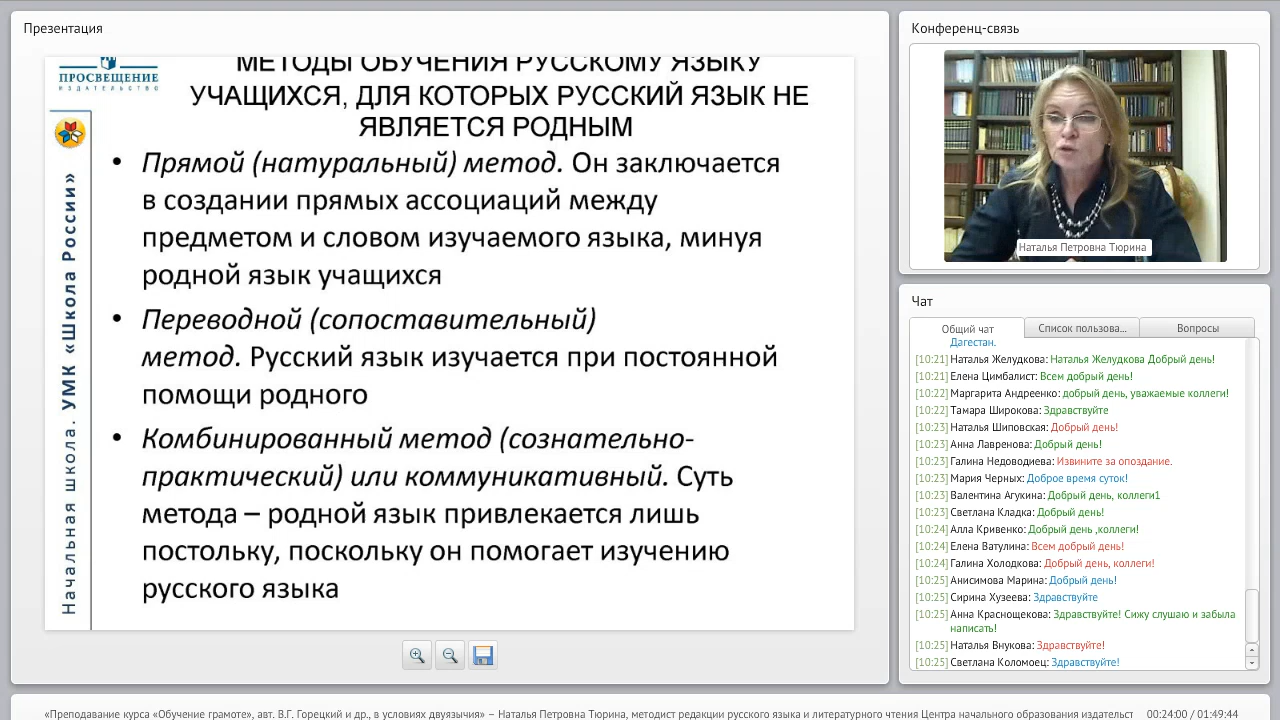 Презентация
ПРОСВЕЩЕНИЕ
ИЗДАТЕЛЬСТВО
МЕТОДЫ ОБУЧЕНИЯ РУССКОМУ ЯЗЫКУ
УЧАЩИХСЯ, ДЛЯ КОТОРЫХ РУССКИЙ ЯЗЫК НЕ
ЯВЛЯЕТСЯ РОДНЫМ
Начальная школа. УМК «Школа России»
• Прямой (натуральный) метод. Он заключается
в создании прямых ассоциаций между
предметом и словом изучаемого языка, минуя
родной язык учащихся
• Переводной (сопоставительный)
метод. Русский язык изучается при постоянной
помощи родного
• Комбинированный метод (сознательно-
практический) или коммуникативный. Суть
метода – родной язык привлекается лишь
постольку, поскольку он помогает изучению
русского языка
Конференц-связь
Наталья Петровна Тюрина
Чат
Общий чат
Список пользова...
Вопросы
Дагестан.
[10:21] Наталья Желудкова: Наталья Желудкова Добрый день!
[10:21] Елена Цимбалист: Всем добрый день!
[10:22] Маргарита Андреенко: добрый день, уважаемые коллеги!
[10:22] Тамара Широкова: Здравствуйте
[10:23] Наталья Шиповская: Добрый день!
[10:23] Анна Лавренова: Добрый день!
[10:23] Галина Недоводиева: Извините за опоздание.
[10:23] Мария Черных: Доброе время суток!
[10:23] Валентина Агукина: Добрый день, коллеги1
[10:23] Светлана Кладка: Добрый день!
[10:24] Алла Кривенко: Добрый день ,коллеги!
[10:24] Елена Ватулина: Всем добрый день!
[10:24] Галина Холодкова: Добрый день, коллеги!
[10:25] Анисимова Марина: Добрый день!
[10:25] Сирина Хузеева: Здравствуйте
[10:25] Анна Краснощекова: Здравствуйте! Сижу слушаю и забыла
написать!
[10:25] Наталья Внукова: Здравствуйте!
[10:25] Светлана Коломоец: Здравствуйте!
«Преподавание курса «Обучение грамоте», авт. В.Г. Горецкий и др., в условиях двуязычия» – Наталья Петровна Тюрина, методист редакции русского языка и литературного чтения Центра начального образования издательст
00:24:00 / 01:49:44